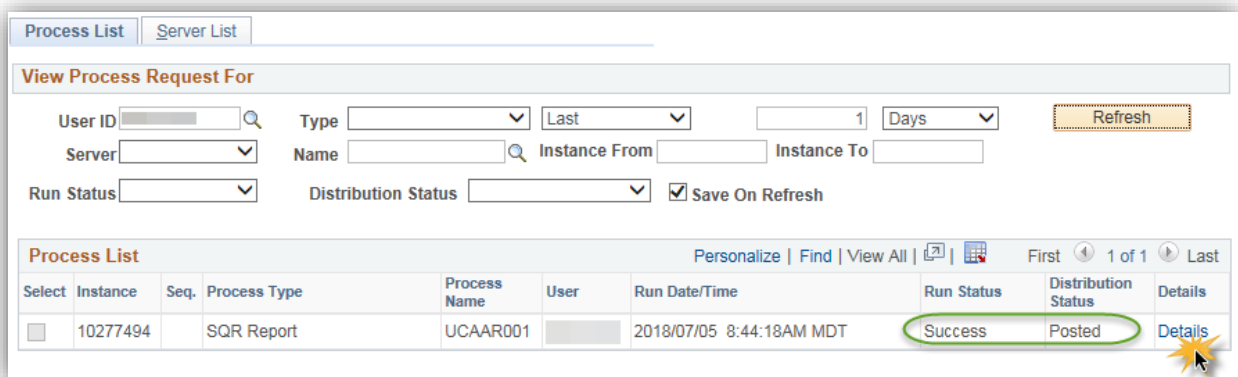 Process List Server List
View Process Request For
User ID Type Last 1 Days Refresh
Server Name Instance From Instance To
Run Status Distribution Status Save On Refresh
Process List Personalize | Find | View All | | First 1 of 1 Last
Select Instance Seq. Process Type Process Name User Run Date/Time Run Status Distribution Status Details
10277494 SQR Report UCAAR001 2018/07/05 8:44:18AM MDT Success Posted Details